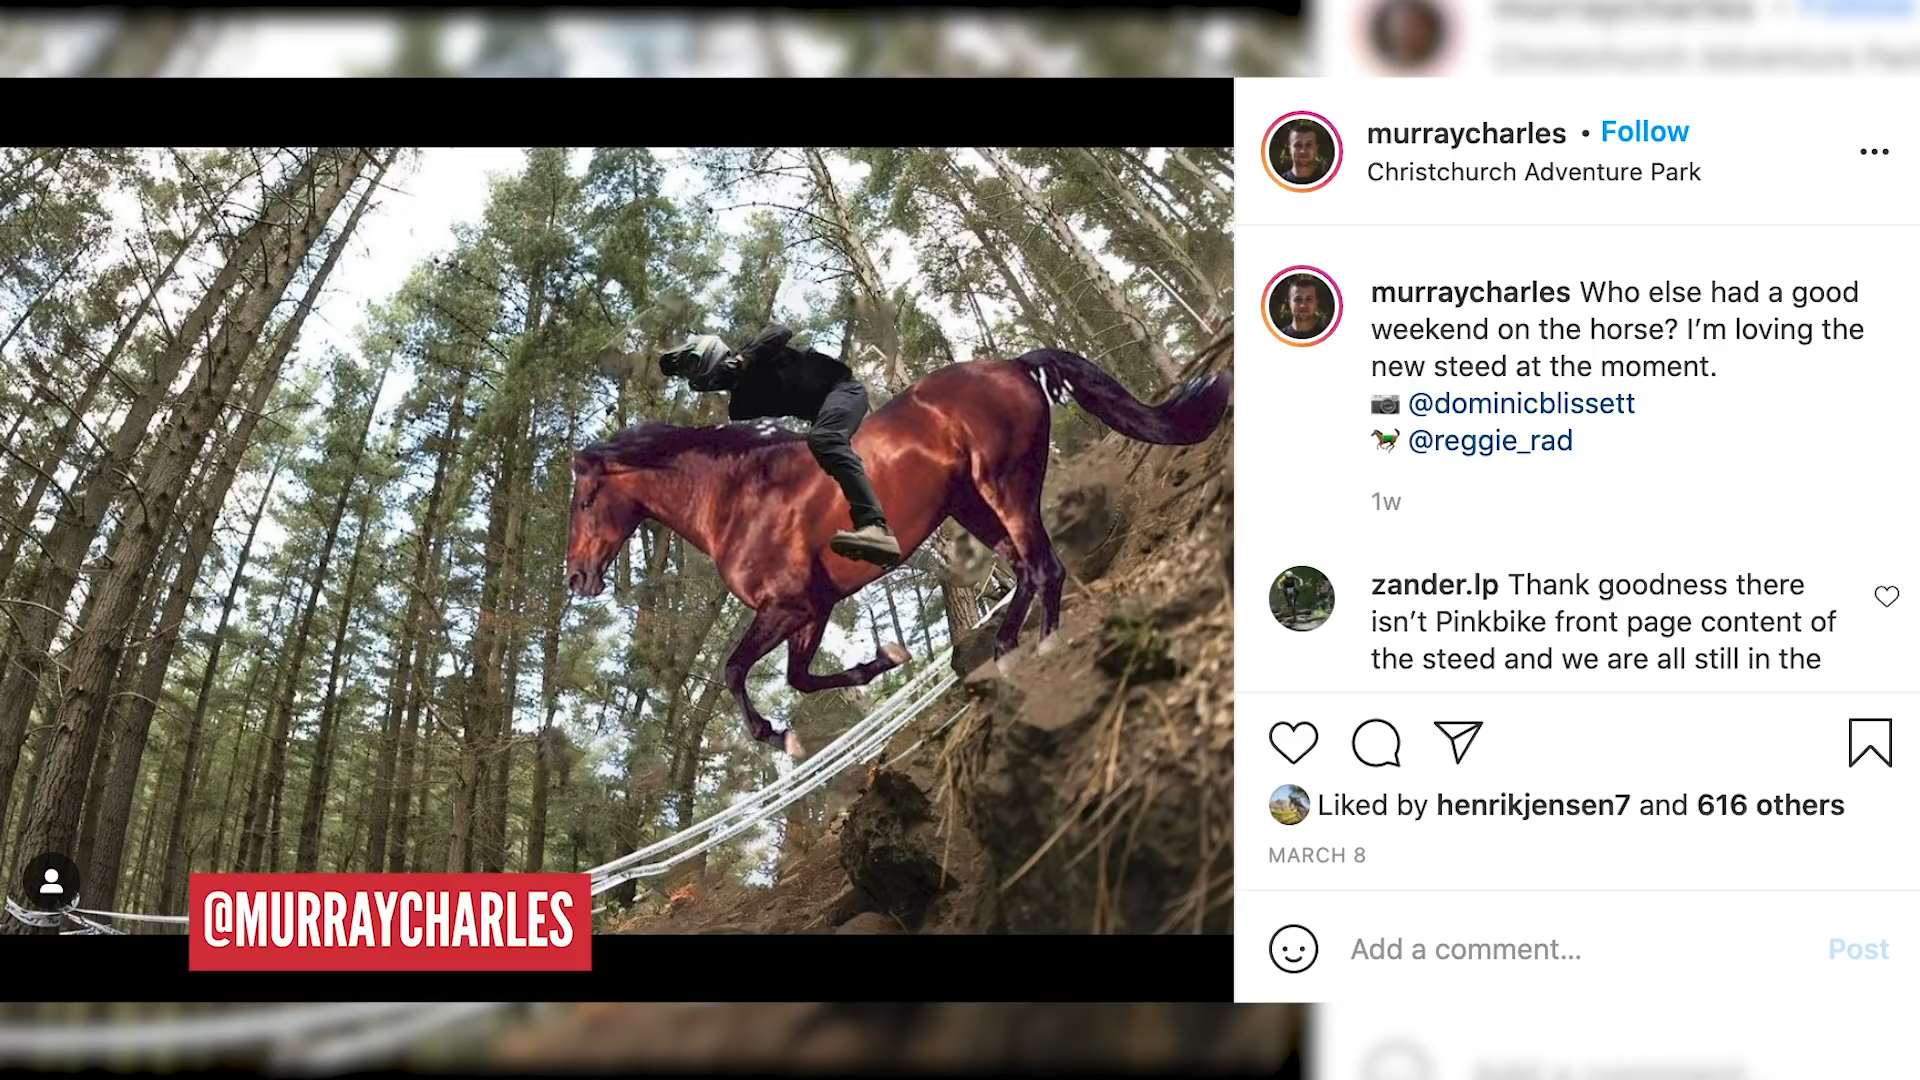 murraycharles • Follow
Christchurch Adventure Park
murraycharles Who else had a good
weekend on the horse? I'm loving the
new steed at the moment.
📷 @dominicblissett
🐎 @reggie_rad
1w
zander.lp Thank goodness there
isn't Pinkbike front page content of
the steed and we are all still in the
Liked by henrikjensen7 and 616 others
MARCH 8
Add a comment...
Post
@MURRAYCHARLES